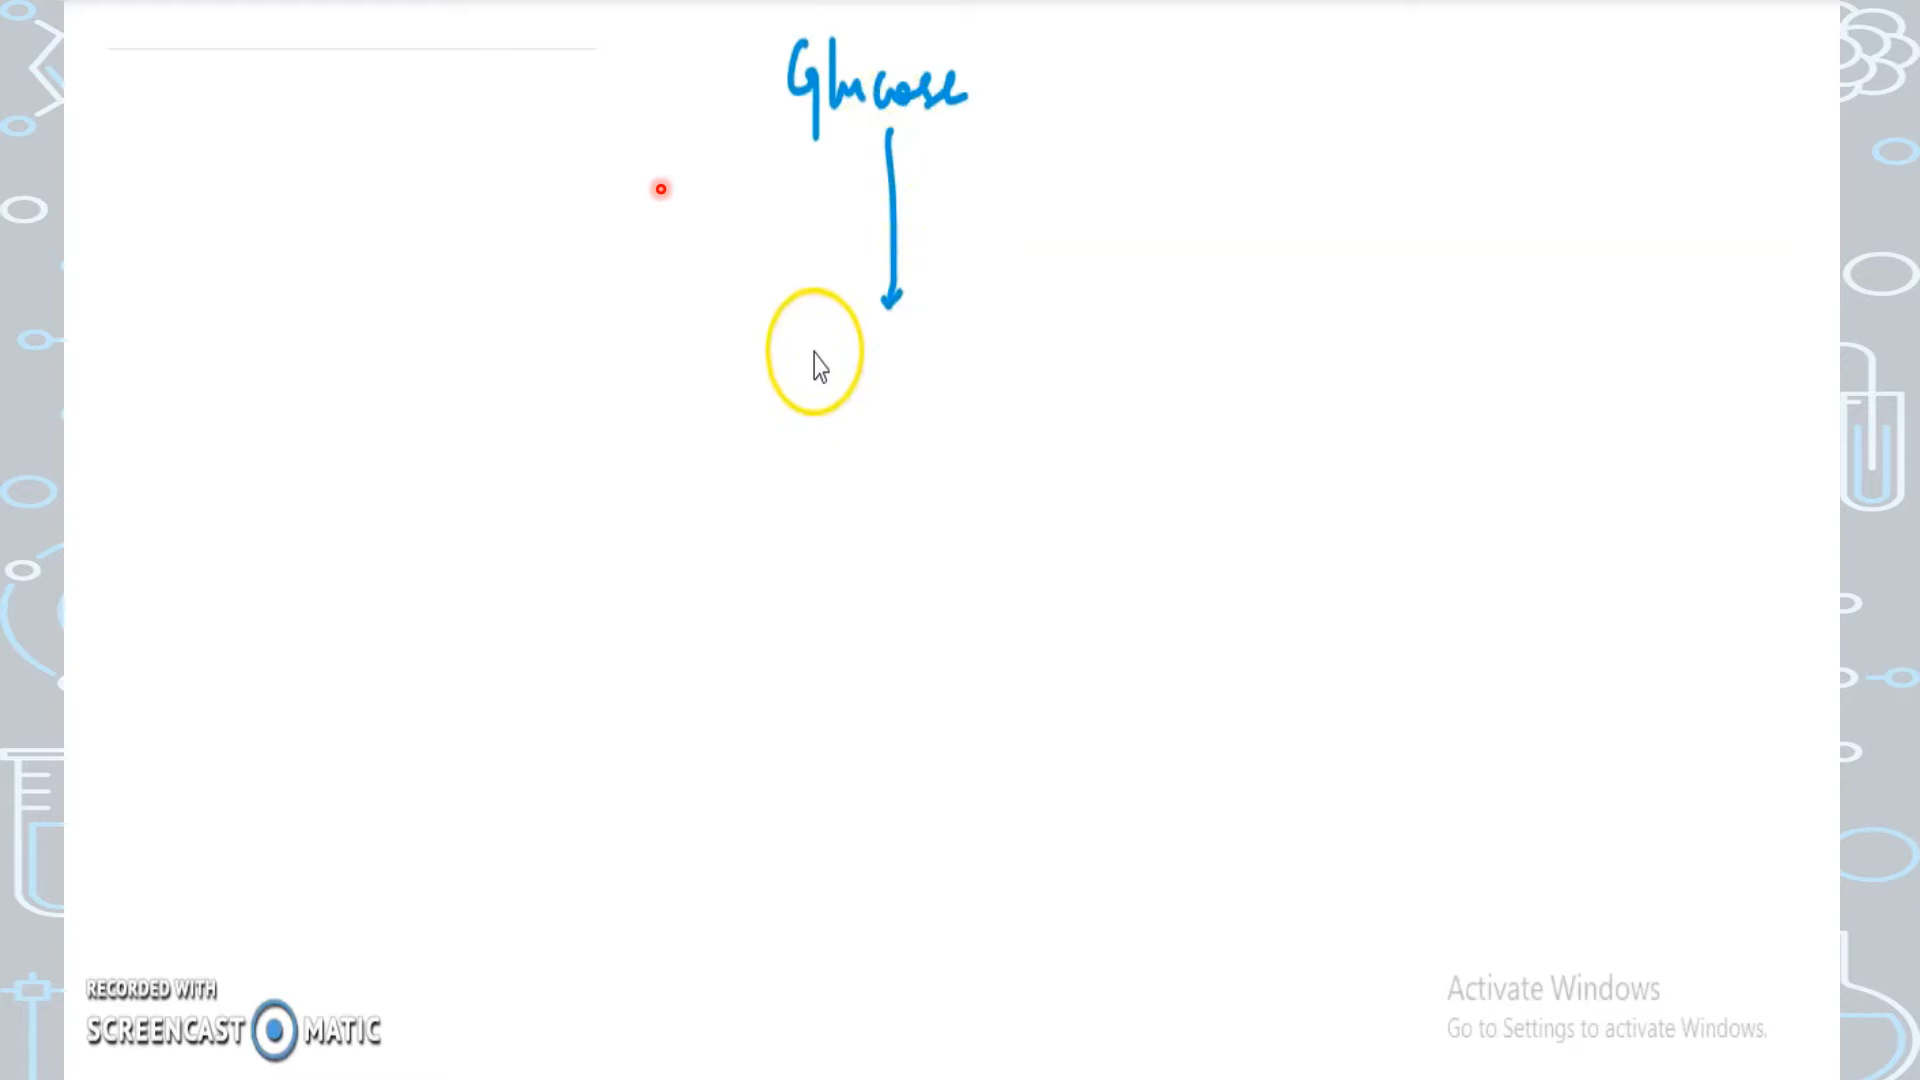 Glucose
RECORDED WITH
SCREENCAST MATIC
Activate Windows
Go to Settings to activate Windows.